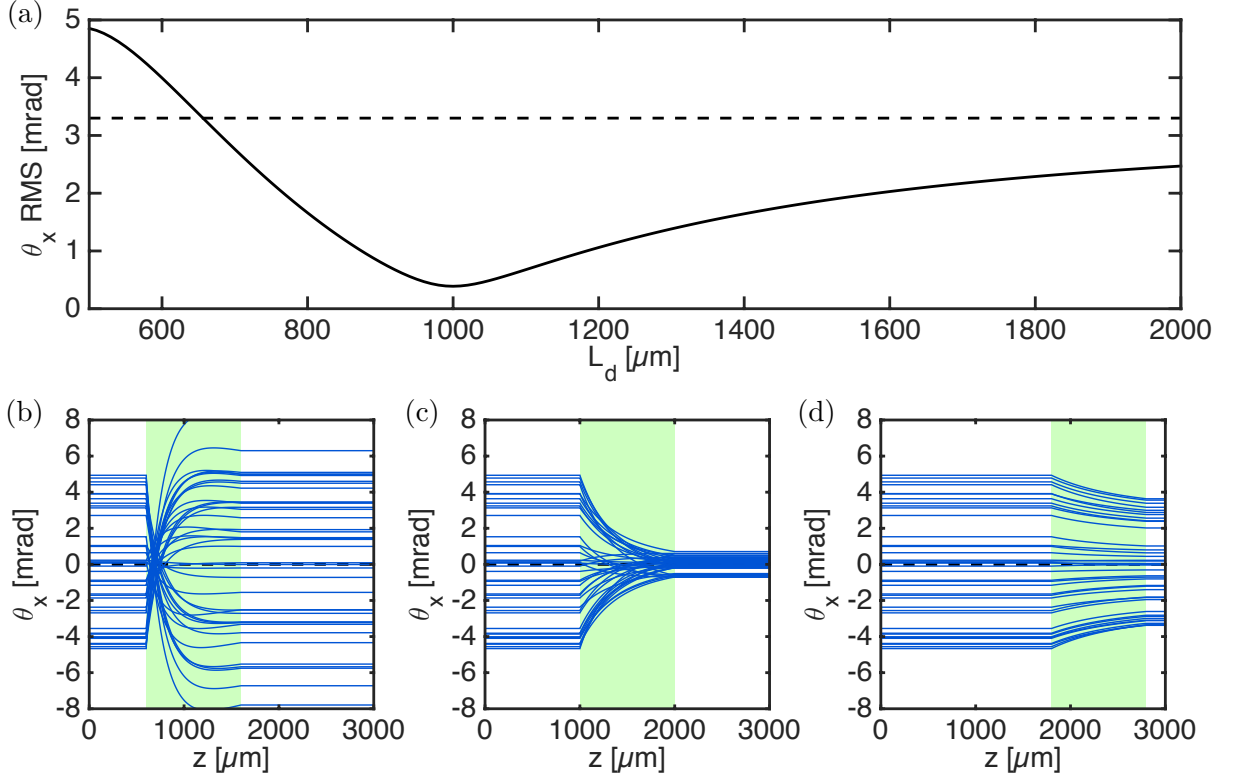 (a)
5
4
3
2
1
0
θx RMS [mrad]
600 800 1000 1200 1400 1600 1800 2000
L_d [μm]
(b) (c) (d)
8 8 8
6 6 6
4 4 4
2 2 2
0 0 0
-2 -2 -2
-4 -4 -4
-6 -6 -6
-8 -8 -8
θx [mrad] θx [mrad] θx [mrad]
0 1000 2000 3000 0 1000 2000 3000 0 1000 2000 3000
z [μm] z [μm] z [μm]